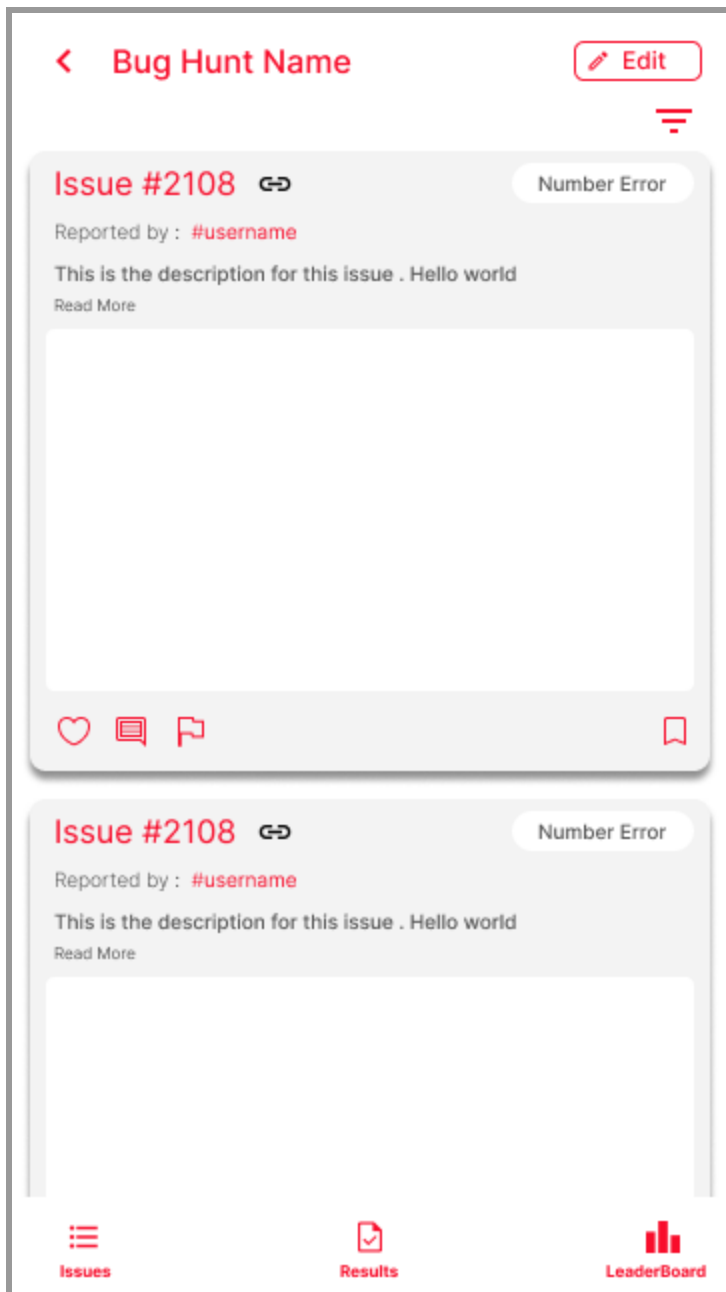 Bug Hunt Name
Edit
Issue #2108
Number Error
Reported by : #username
This is the description for this issue . Hello world
Read More
Issue #2108
Number Error
Reported by : #username
This is the description for this issue . Hello world
Read More
Issues
Results
LeaderBoard